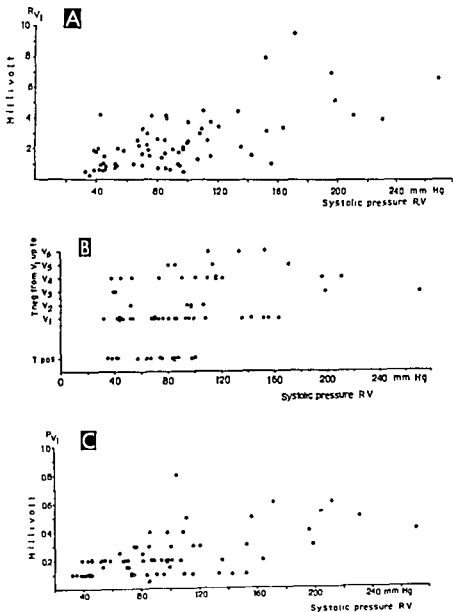 A
R V1
Millivolt
10
8
6
4
2
40 80 120 160 200 240 mm Hg
Systolic pressure RV
B
T neg from V1 up to
V6
V5
V4
V3
V2
V1
T pos
0 40 80 120 160 200 240 mm Hg
Systolic pressure RV
C
P V1
Millivolt
1.0
0.8
0.6
0.4
0.2
40 80 120 160 200 240 mm Hg
Systolic pressure RV